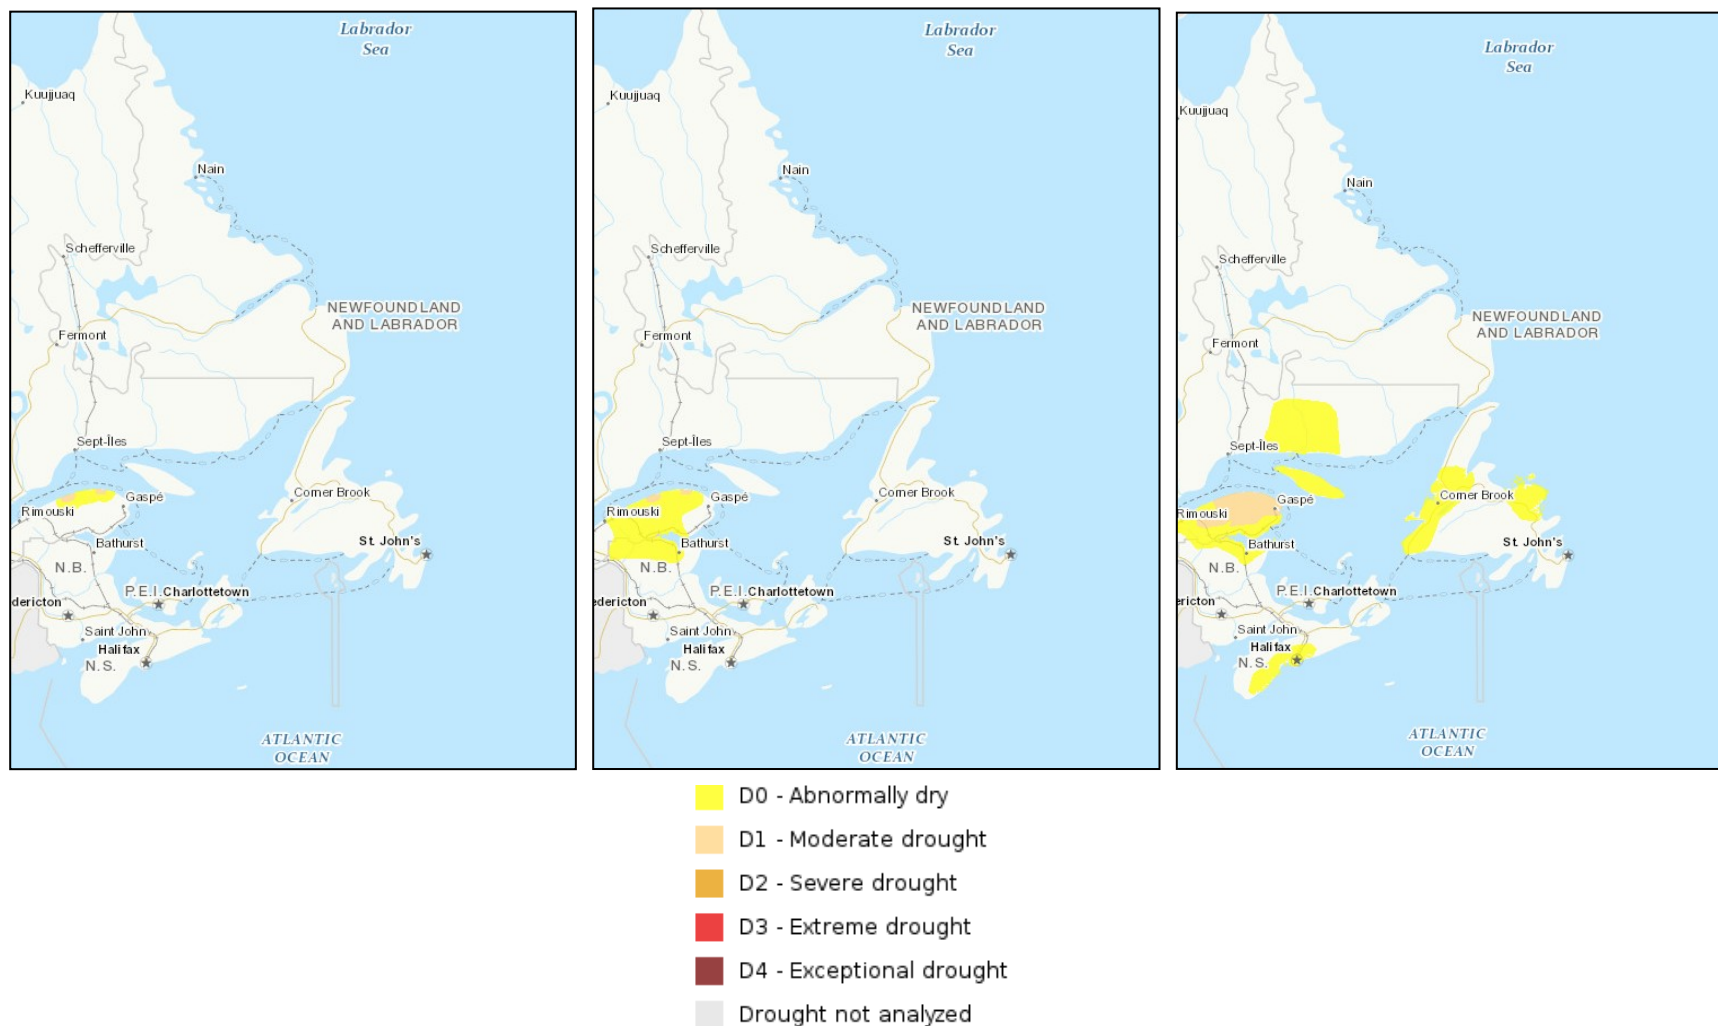 Labrador
Sea
Kuujjuaq
Nain
Schefferville
NEWFOUNDLAND
AND LABRADOR
Fermont
Sept-Îles
Gaspé
Corner Brook
Rimouski
Bathurst
St. John's
N.B.
P.E.I.
Charlottetown
edericton
Saint John
Halifax
N.S.
ATLANTIC
OCEAN
Labrador
Sea
Kuujjuaq
Nain
Schefferville
NEWFOUNDLAND
AND LABRADOR
Fermont
Sept-Îles
Gaspé
Corner Brook
Rimouski
Bathurst
St. John's
N.B.
P.E.I.
Charlottetown
edericton
Saint John
Halifax
N.S.
ATLANTIC
OCEAN
Labrador
Sea
Kuujjuaq
Nain
Schefferville
NEWFOUNDLAND
AND LABRADOR
Fermont
Sept-Îles
Gaspé
Corner Brook
Rimouski
Bathurst
St. John's
N.B.
P.E.I.
Charlottetown
ericton
Saint John
Halifax
N.S.
ATLANTIC
OCEAN
D0 - Abnormally dry
D1 - Moderate drought
D2 - Severe drought
D3 - Extreme drought
D4 - Exceptional drought
Drought not analyzed